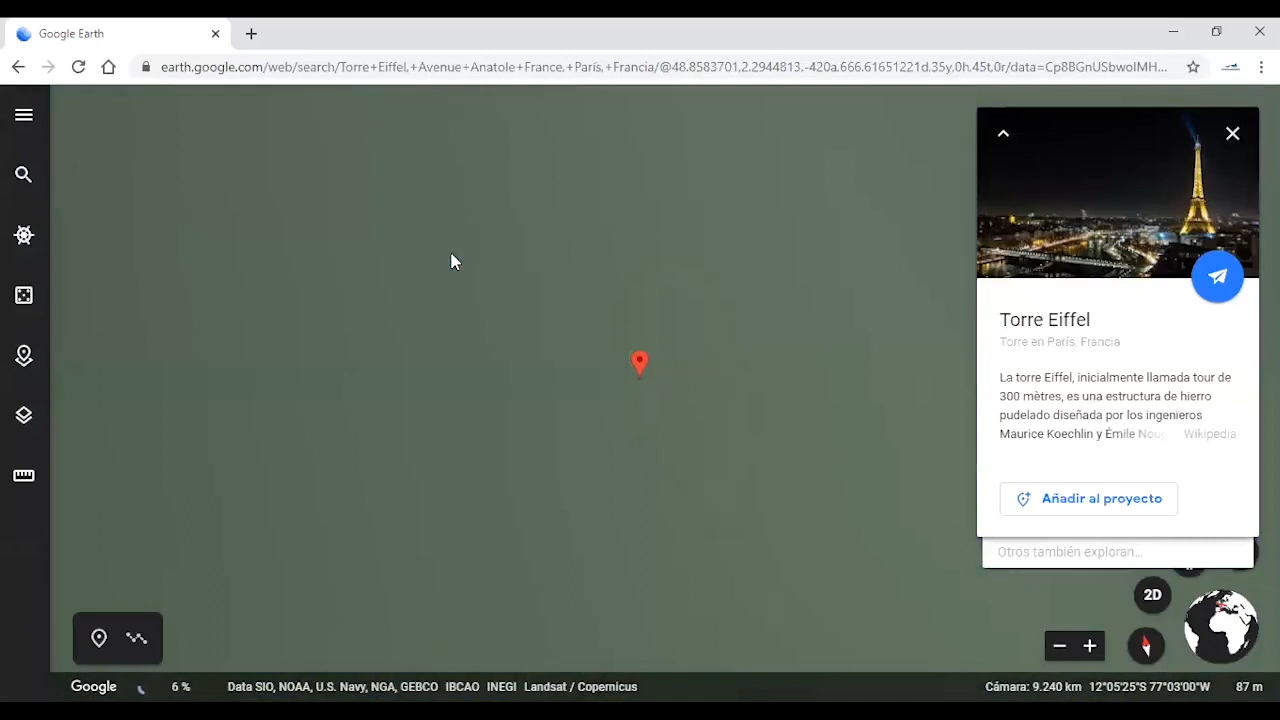 Google Earth
earth.google.com/web/search/Torre+Eiffel,+Avenue+Anatole+France,+París,+Francia/@48.8583701,2.2944813,-420a,666.61651221d,35y,0h,45t,0r/data=Cp8BGnUSbwolMH...
Torre Eiffel
Torre en París, Francia
La torre Eiffel, inicialmente llamada tour de
300 mètres, es una estructura de hierro
pudelado diseñada por los ingenieros
Maurice Koechlin y Émile Noug Wikipedia
Añadir al proyecto
Otros también exploran...
2D
Google 6 % Data SIO, NOAA, U.S. Navy, NGA, GEBCO IBCAO INEGI Landsat / Copernicus Cámara: 9.240 km 12°05'25"S 77°03'00"W 87 m